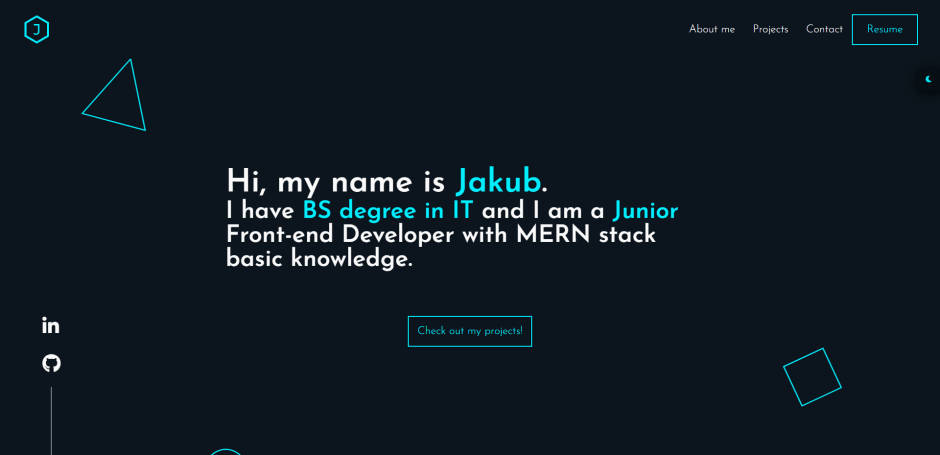 J
About me
Projects
Contact
Resume
Hi, my name is Jakub.
I have BS degree in IT and I am a Junior
Front-end Developer with MERN stack
basic knowledge.
in
Check out my projects!